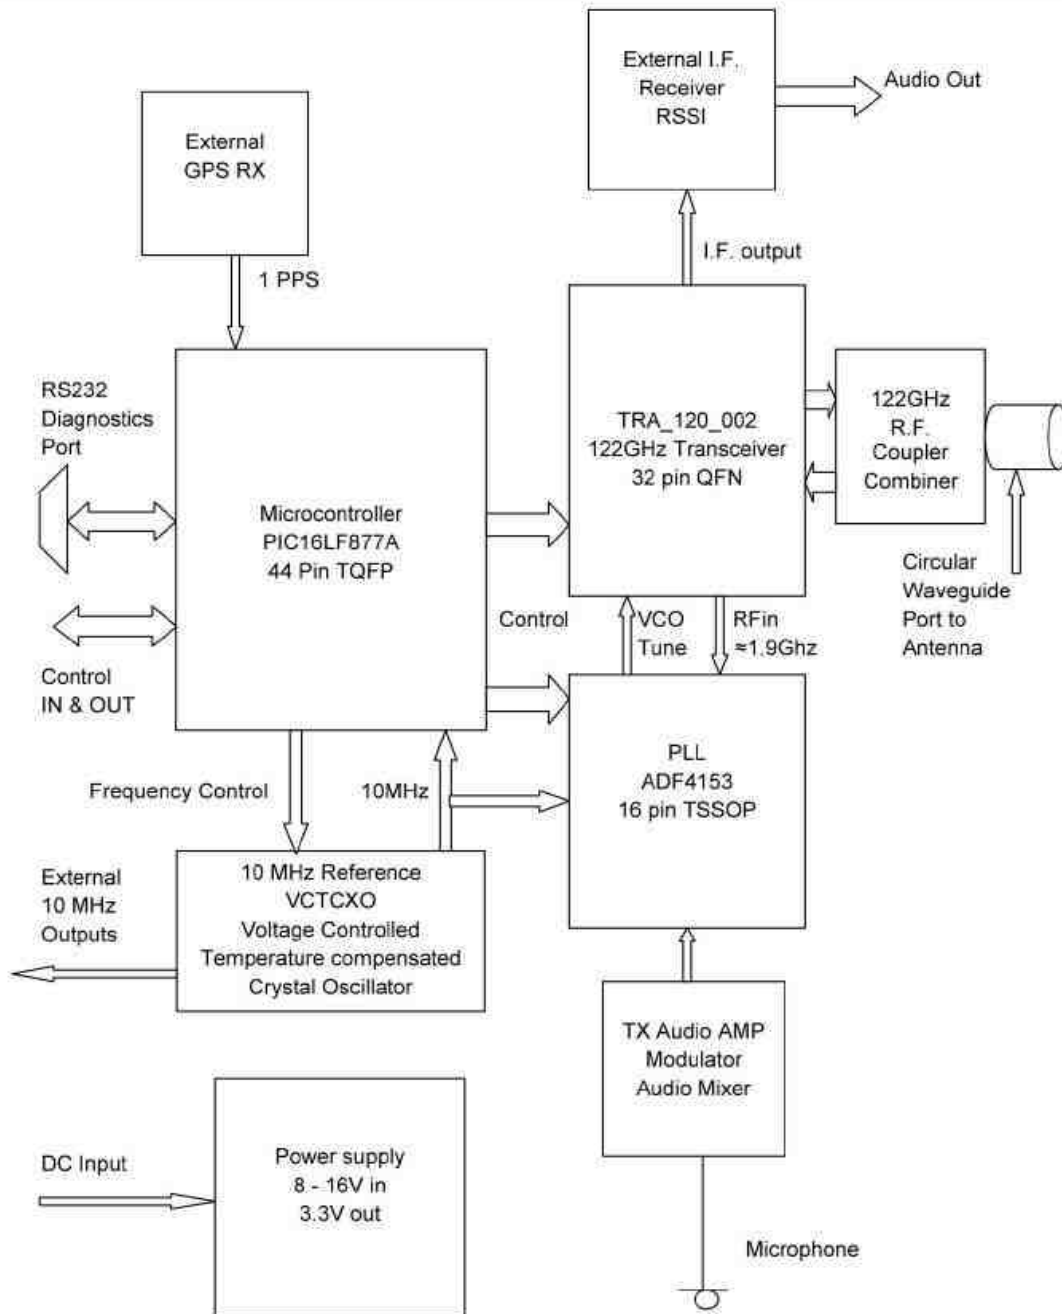 External I.F.
Receiver
RSSI
Audio Out
External
GPS RX
I.F. output
1 PPS
RS232
Diagnostics
Port
TRA_120_002
122GHz Transceiver
32 pin QFN
122GHz
R.F.
Coupler
Combiner
Microcontroller
PIC16LF877A
44 Pin TQFP
Circular
Waveguide
Port to
Antenna
Control
VCO
Tune
RFin
≈1.9Ghz
Control
IN & OUT
PLL
ADF4153
16 pin TSSOP
Frequency Control
10MHz
External
10 MHz
Outputs
10 MHz Reference
VCTCXO
Voltage Controlled
Temperature compensated
Crystal Oscillator
TX Audio AMP
Modulator
Audio Mixer
DC Input
Power supply
8 - 16V in
3.3V out
Microphone